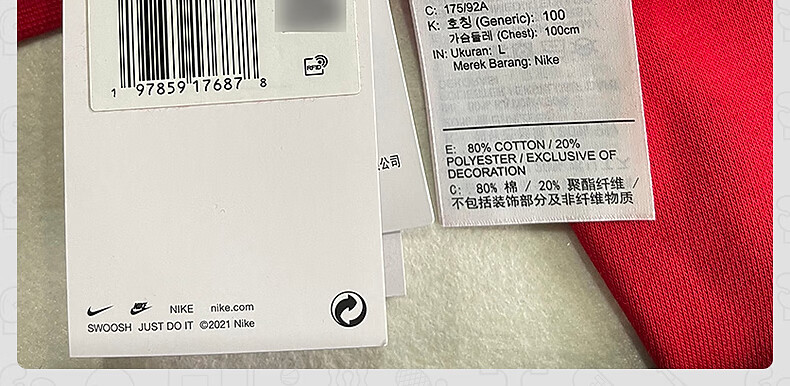 1 97859 17687 8
RFID
公司
NIKE nike.com
SWOOSH JUST DO IT ©2021 Nike
C: 175/92A
K: 호칭 (Generic): 100
가슴둘레 (Chest): 100cm
IN: Ukuran: L
Merek Barang: Nike
E: 80% COTTON / 20%
POLYESTER / EXCLUSIVE OF
DECORATION
C: 80% 棉 / 20% 聚酯纤维 /
不包括装饰部分及非纤维物质